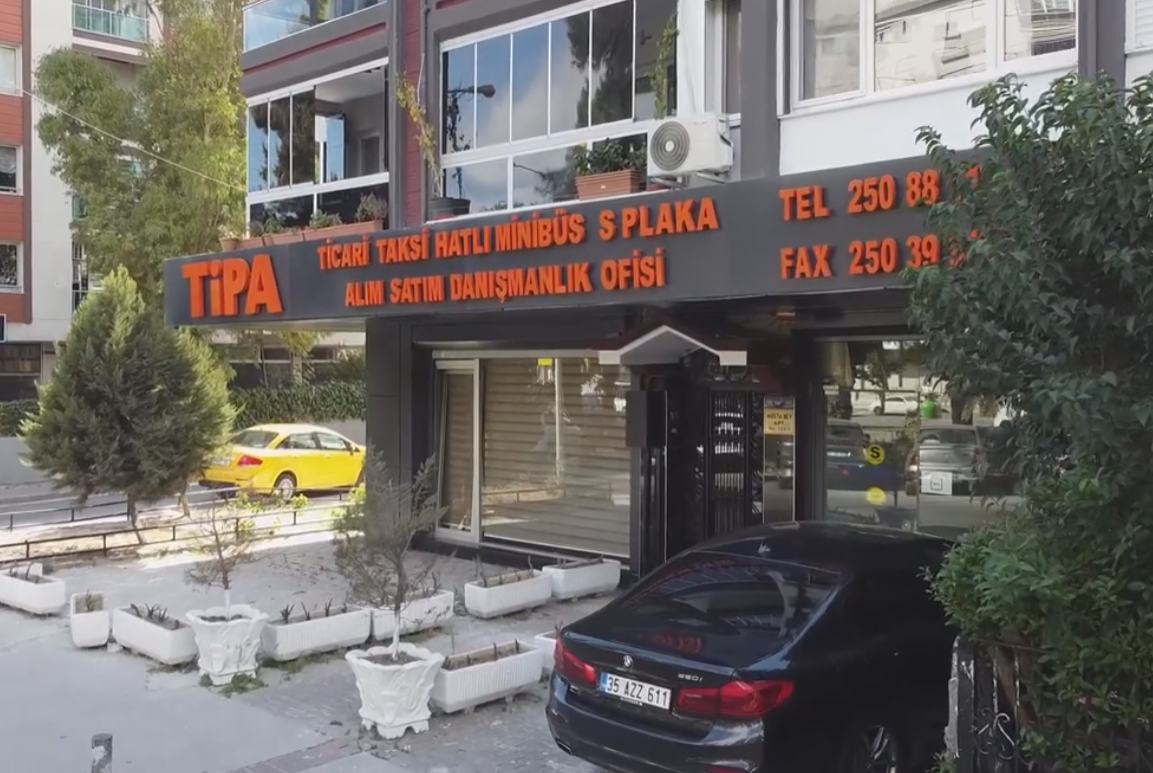 TiPA
TİCARİ TAKSİ HATLI MİNİBÜS S PLAKA
ALIM SATIM DANIŞMANLIK OFİSİ
TEL 250 88
FAX 250 39
S
35 AZZ 611